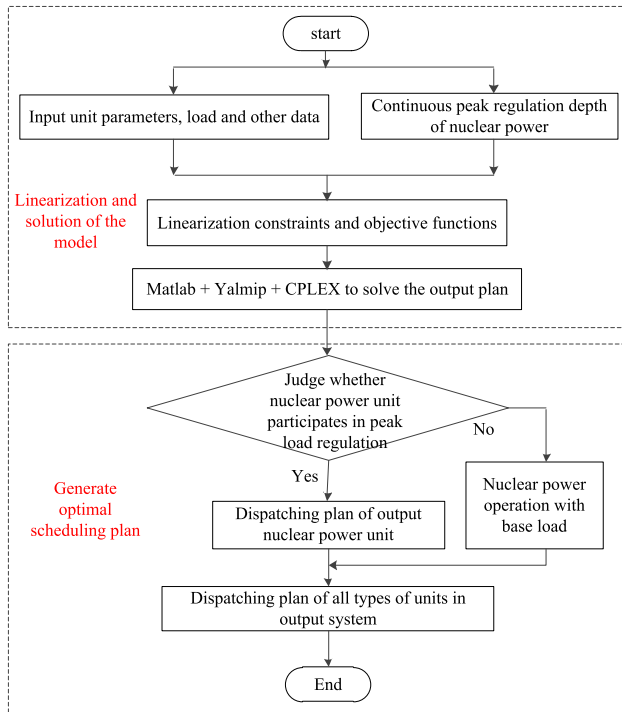 start
Input unit parameters, load and other data
Continuous peak regulation depth
of nuclear power
Linearization and
solution of the
model
Linearization constraints and objective functions
Matlab + Yalmip + CPLEX to solve the output plan
Judge whether
nuclear power unit
participates in peak
load regulation
No
Yes
Generate
optimal
scheduling plan
Dispatching plan of output
nuclear power unit
Nuclear power
operation with
base load
Dispatching plan of all types of units in
output system
End